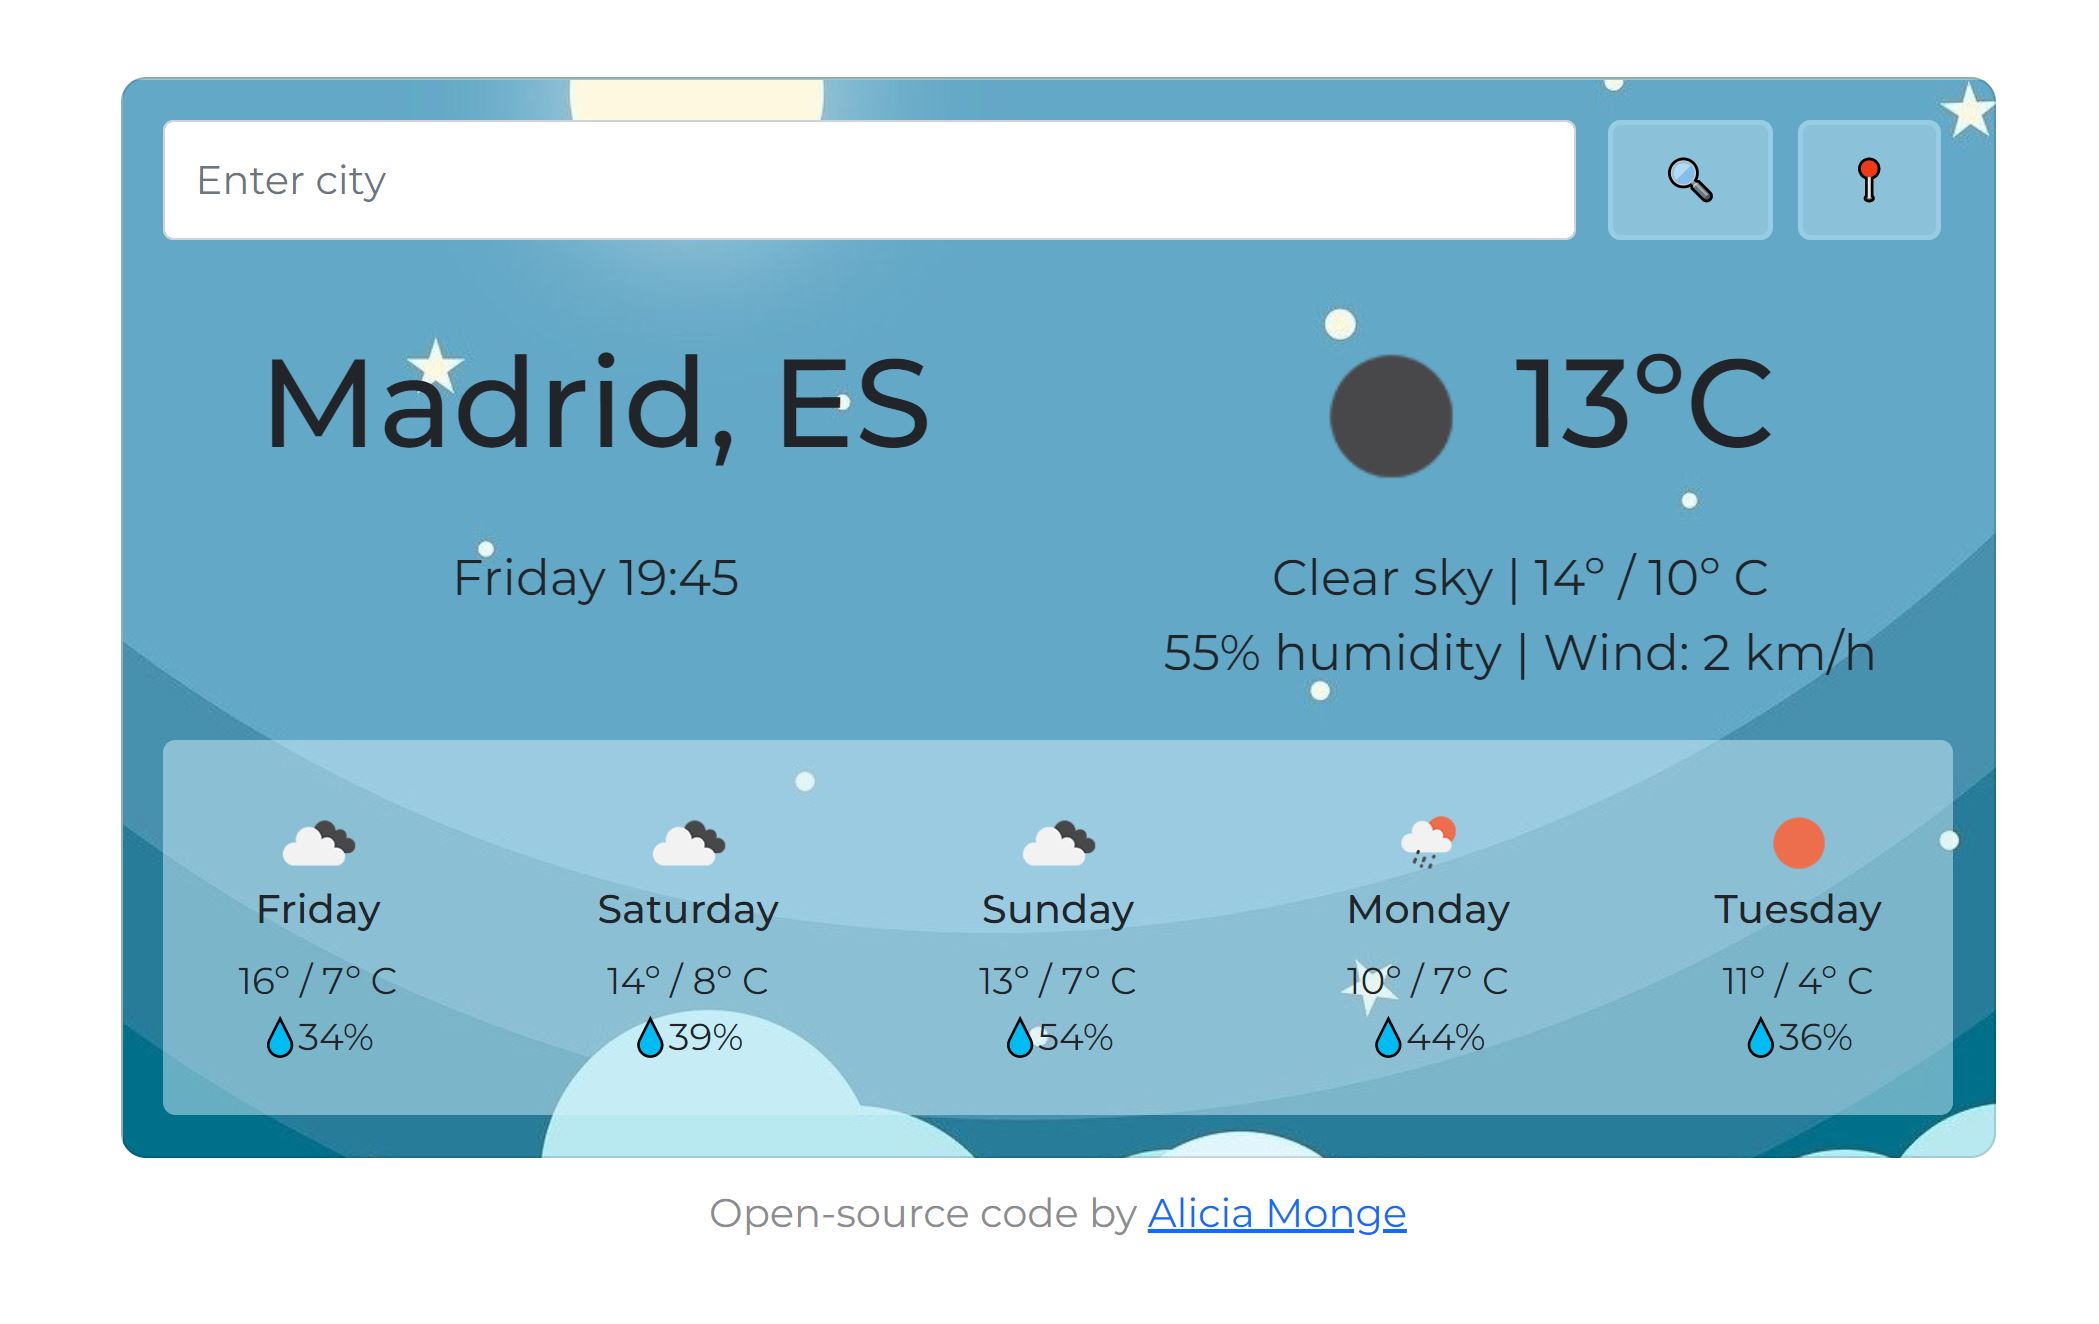 Enter city
Madrid, ES
13°C
Friday 19:45
Clear sky | 14° / 10° C
55% humidity | Wind: 2 km/h
Friday
16° / 7° C
34%
Saturday
14° / 8° C
39%
Sunday
13° / 7° C
54%
Monday
10° / 7° C
44%
Tuesday
11° / 4° C
36%
Open-source code by Alicia Monge